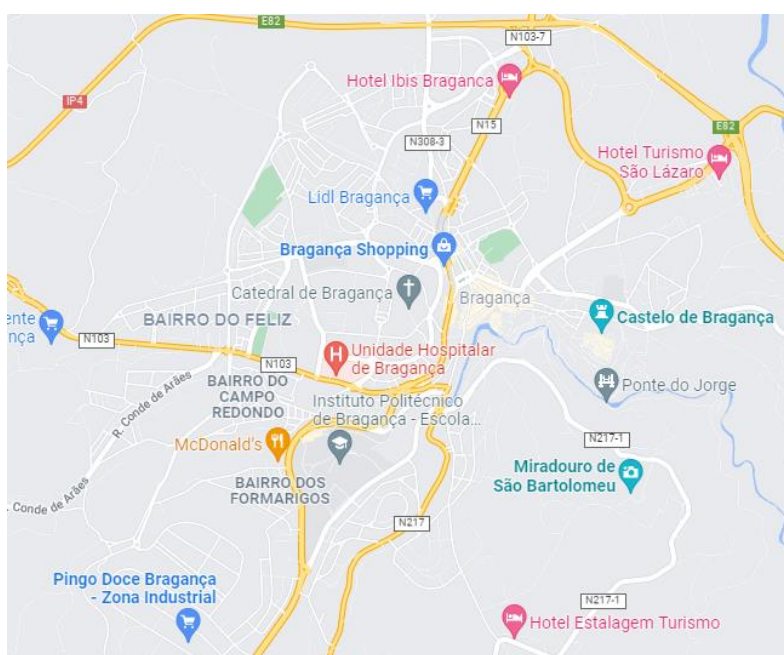 E82
N103-7
Hotel Ibis Bragança
IP4
N15
E82
N308-3
Hotel Turismo
São Lázaro
Lidl Bragança
Bragança Shopping
Catedral de Bragança
Bragança
Castelo de Bragança
ente
nça
BAIRRO DO FELIZ
N103
Unidade Hospitalar
de Bragança
N103
BAIRRO DO
CAMPO
REDONDO
Ponte do Jorge
R. Conde de Arães
Instituto Politécnico
de Bragança - Escola...
McDonald's
N217-1
Miradouro de
São Bartolomeu
BAIRRO DOS
FORMARIGOS
. Conde de Arães
N217
Pingo Doce Bragança
- Zona Industrial
N217-1
Hotel Estalagem Turismo